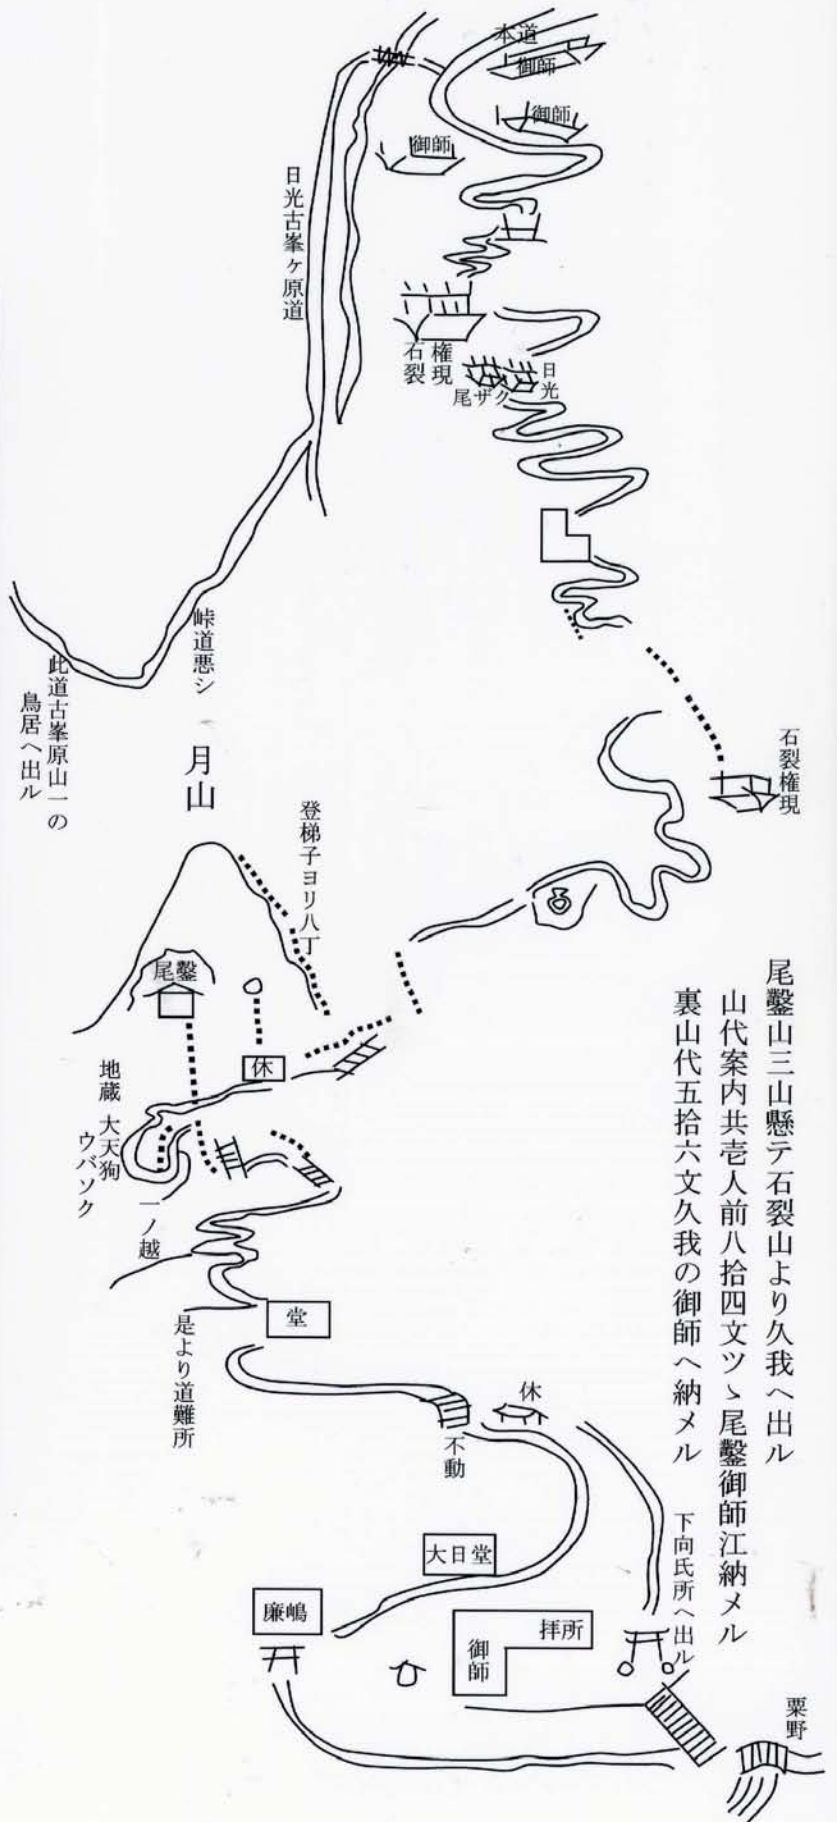 本道
御師
御師
御師
日光古峯ヶ原道
石裂
権現
日光
尾ザク
峠道悪シ
此道古峯原山一の
鳥居へ出ル
石裂権現
月山
登梯子ヨリ八丁
尾鑿
休
地蔵 大天狗
ウバソク
一ノ越
是より道難所
堂
尾鑿山三山懸テ石裂山より久我へ出ル
山代案内共壱人前八拾四文ツヽ尾鑿御師江納メル
裏山代五拾六文久我の御師へ納メル
休
不動
下向氏所へ出ル
大日堂
廉嶋
拝所
御師
粟野